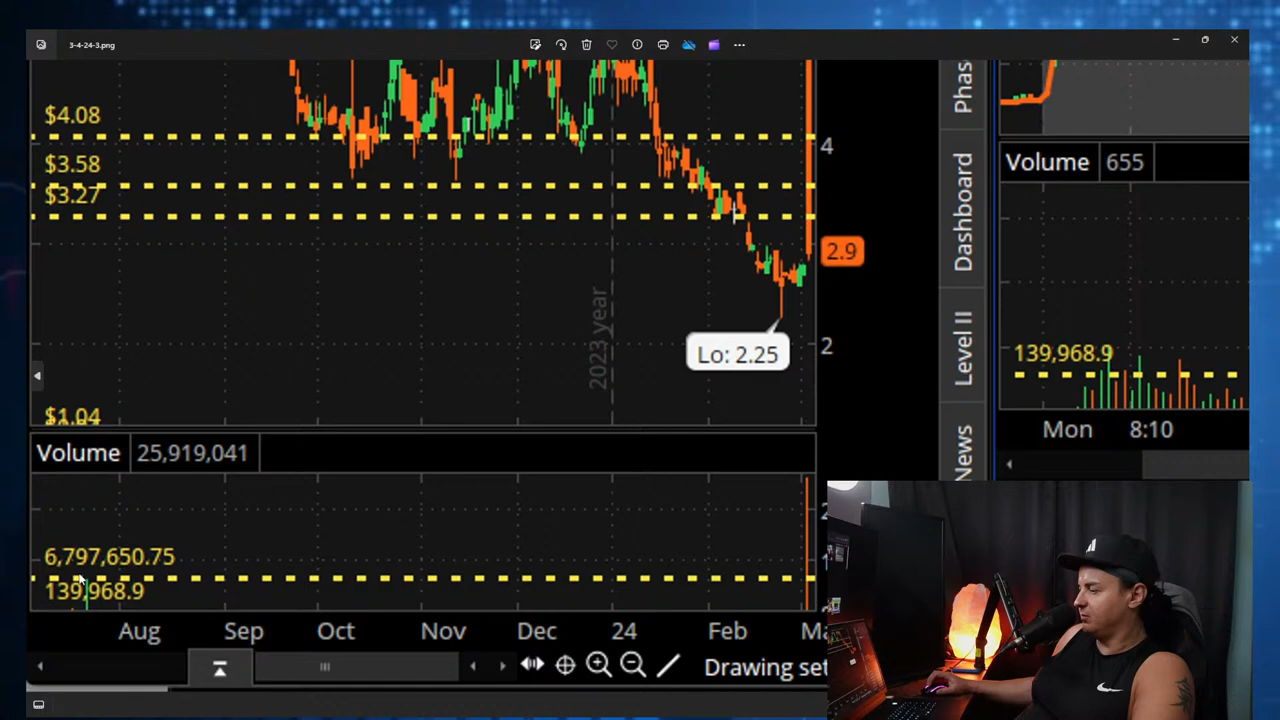 3-4-24-3.png
$4.08
$3.58
$3.27
$1.04
4
2.9
2
2023 year
Lo: 2.25
Volume 25,919,041
6,797,650.75
139,968.9
Aug Sep Oct Nov Dec 24 Feb
Drawing set
Phas
Dashboard
Level II
News
Volume 655
139,968.9
Mon 8:10